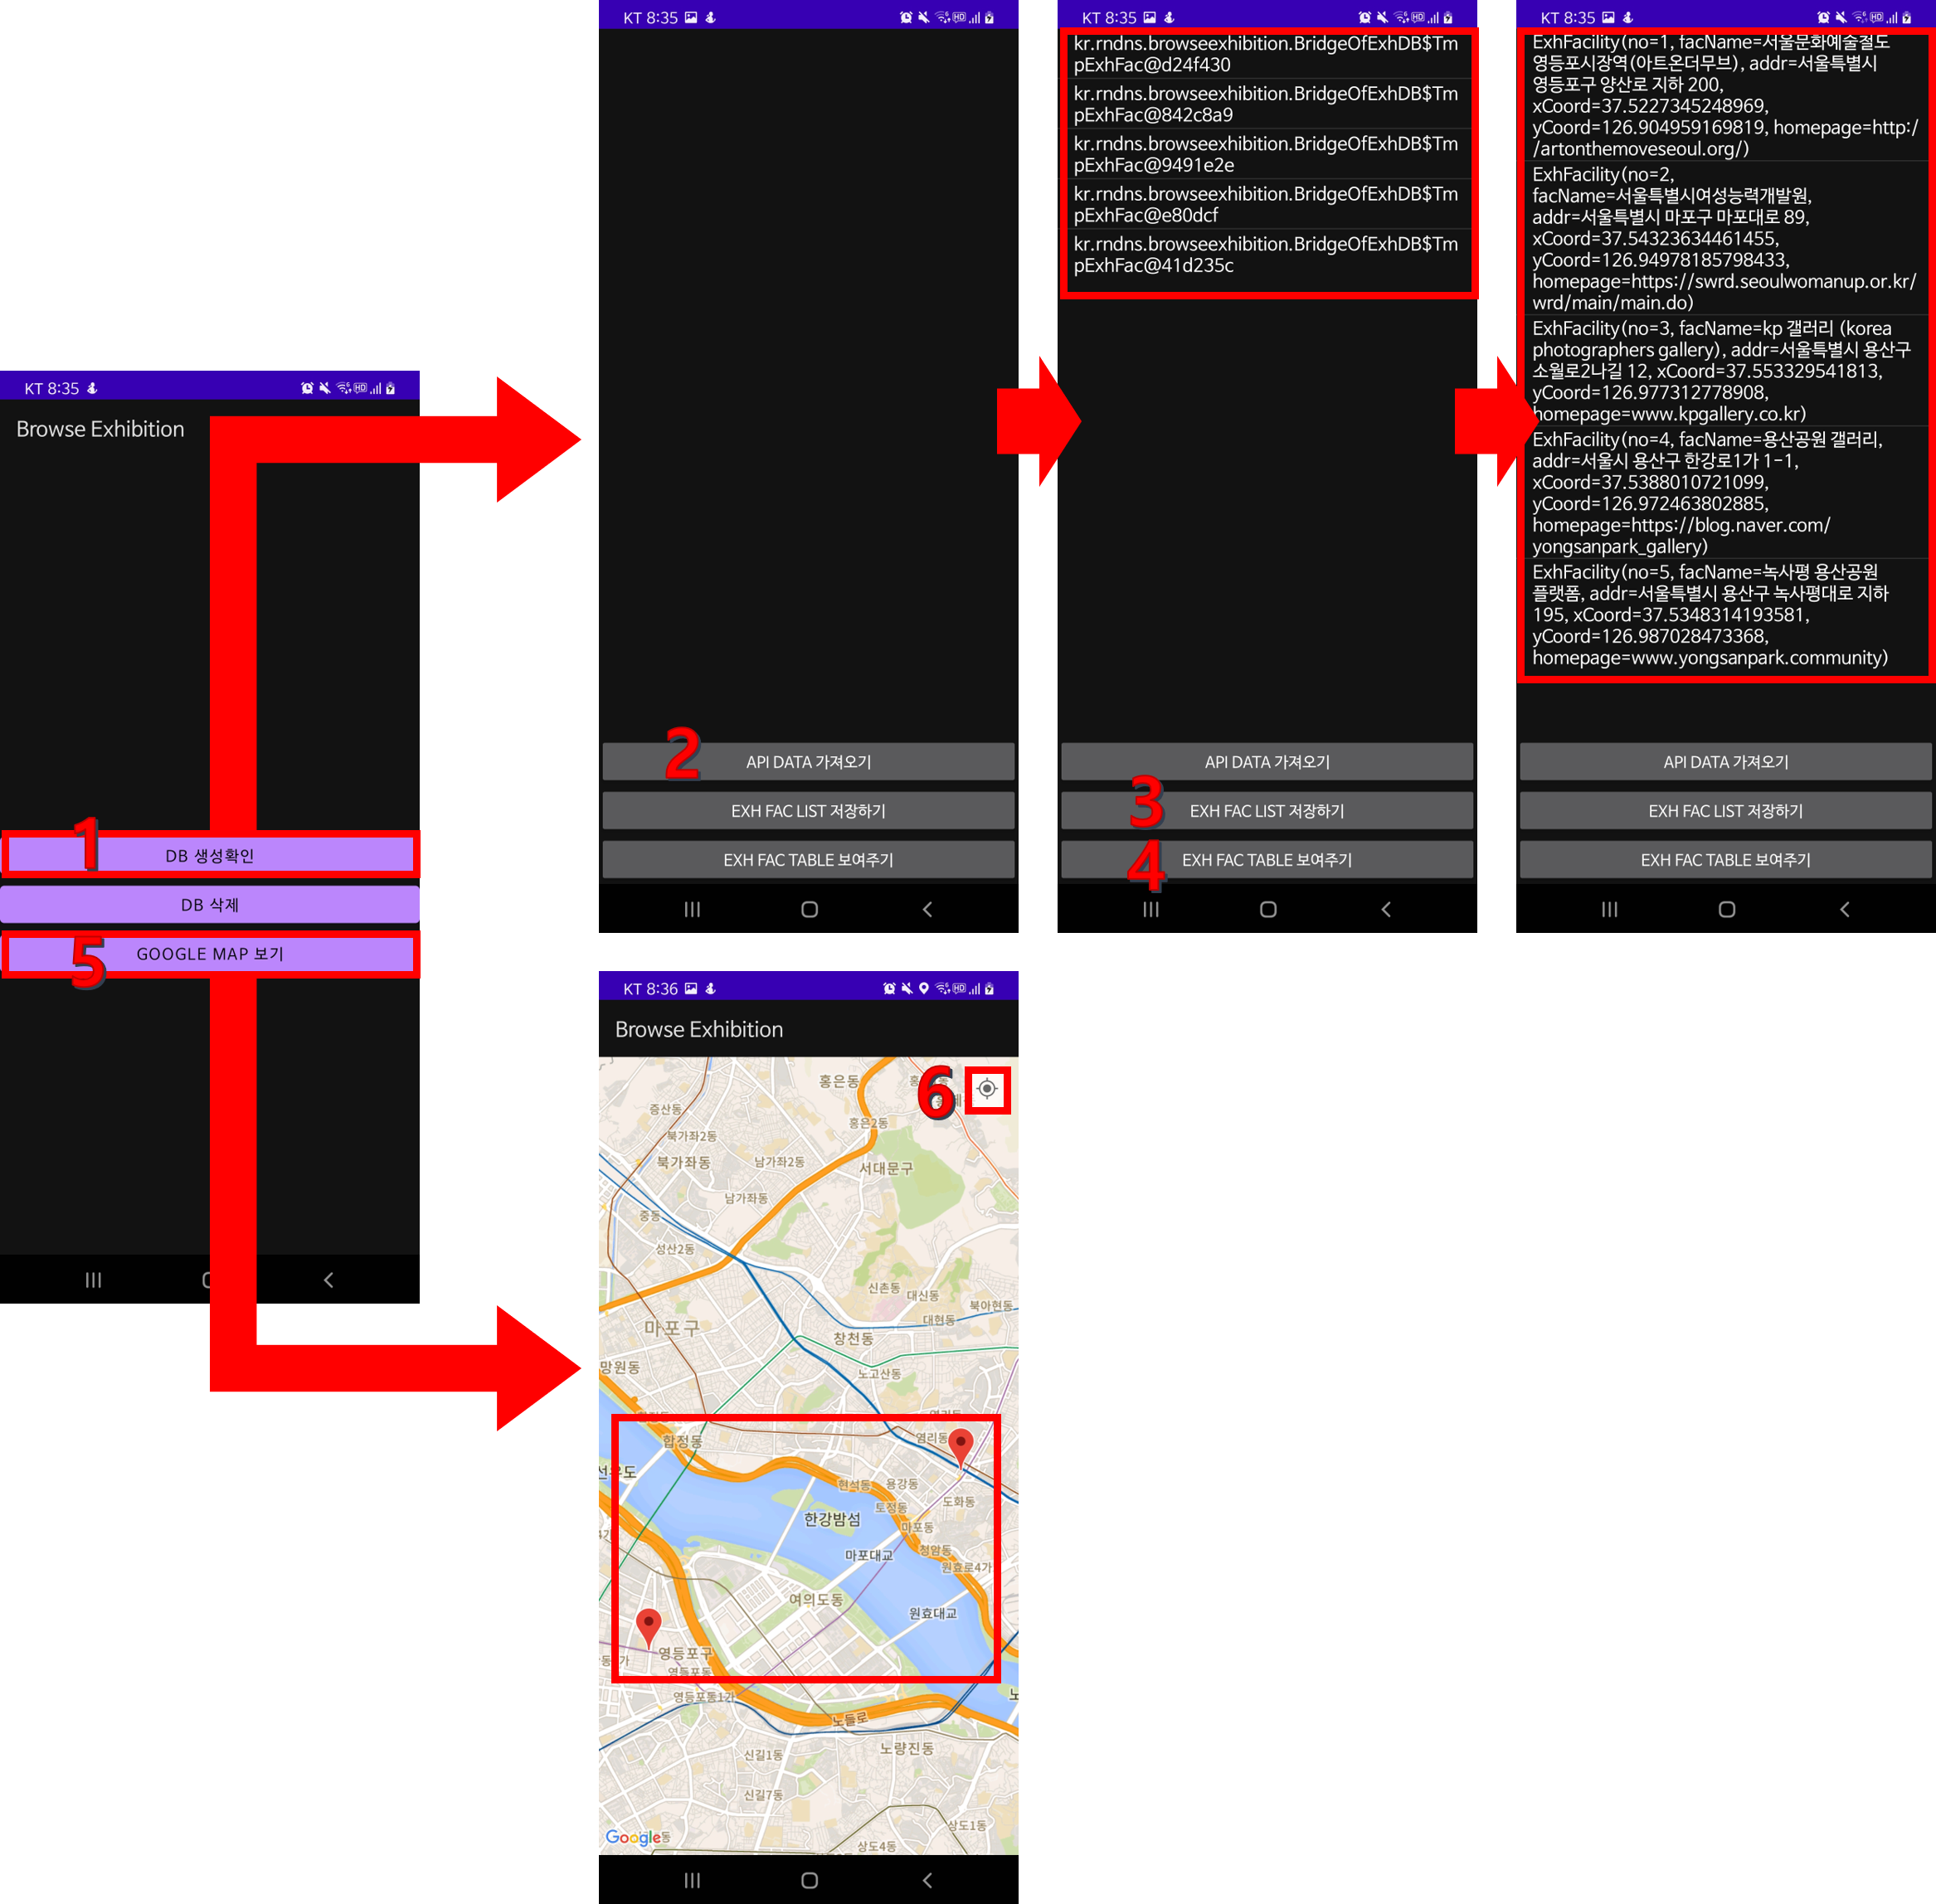 KT 8:35
Browse Exhibition
1
DB 생성확인
DB 삭제
5
GOOGLE MAP 보기
KT 8:35
2
API DATA 가져오기
EXH FAC LIST 저장하기
EXH FAC TABLE 보여주기
KT 8:35
kr.rndns.browseexhibition.BridgeOfExhDB$Tm
pExhFac@d24f430
kr.rndns.browseexhibition.BridgeOfExhDB$Tm
pExhFac@842c8a9
kr.rndns.browseexhibition.BridgeOfExhDB$Tm
pExhFac@9491e2e
kr.rndns.browseexhibition.BridgeOfExhDB$Tm
pExhFac@e80dcf
kr.rndns.browseexhibition.BridgeOfExhDB$Tm
pExhFac@41d235c
API DATA 가져오기
3
EXH FAC LIST 저장하기
4
EXH FAC TABLE 보여주기
KT 8:35
ExhFacility(no=1, facName=서울문화예술철도
영등포시장역(아트온더무브), addr=서울특별시
영등포구 양산로 지하 200,
xCoord=37.5227345248969,
yCoord=126.904959169819, homepage=http:/
/artonthemoveseoul.org/)
ExhFacility(no=2,
facName=서울특별시여성능력개발원,
addr=서울특별시 마포구 마포대로 89,
xCoord=37.54323634461455,
yCoord=126.94978185798433,
homepage=https://swrd.seoulwomanup.or.kr/
wrd/main/main.do)
ExhFacility(no=3, facName=kp 갤러리 (korea
photographers gallery), addr=서울특별시 용산구
소월로2나길 12, xCoord=37.553329541813,
yCoord=126.977312778908,
homepage=www.kpgallery.co.kr)
ExhFacility(no=4, facName=용산공원 갤러리,
addr=서울시 용산구 한강로1가 1-1,
xCoord=37.5388010721099,
yCoord=126.972463802885,
homepage=https://blog.naver.com/
yongsanpark_gallery)
ExhFacility(no=5, facName=녹사평 용산공원
플랫폼, addr=서울특별시 용산구 녹사평대로 지하
195, xCoord=37.5348314193581,
yCoord=126.987028473368,
homepage=www.yongsanpark.community)
API DATA 가져오기
EXH FAC LIST 저장하기
EXH FAC TABLE 보여주기
KT 8:36
Browse Exhibition
6
홍은동
증산동
홍은2동
북가좌2동
북가좌동
남가좌2동
서대문구
남가좌동
중동
성산2동
신촌동
대신동
북아현동
대현동
마포구
창천동
망원동
노고산동
염리동
합정동
선유도
현석동
용강동
토정동
도화동
한강밤섬
마포동
마포대교
청암동
원효로4가
여의도동
원효대교
영등포구
영등포동
영등포동1가
노들로
노량진동
신길1동
신길7동
상도1동
Google
상도4동